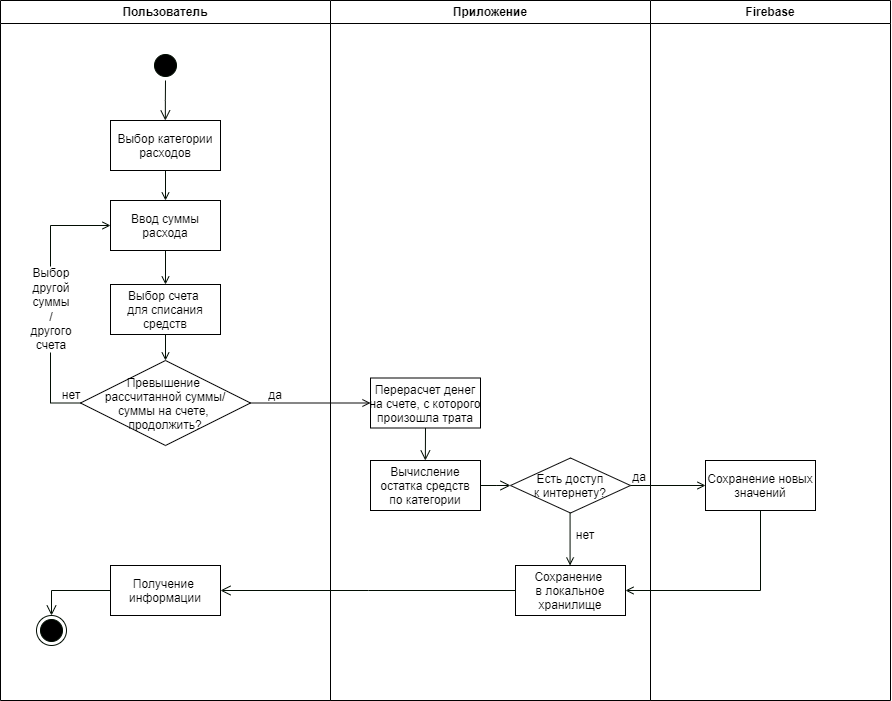 Пользователь
Приложение
Firebase
Выбор категории
расходов
Ввод суммы
расхода
Выбор
другой
суммы
/
другого
счета
Выбор счета
для списания
средств
Превышение
рассчитанной суммы/
суммы на счете,
продолжить?
нет
да
Перерасчет денег
на счете, с которого
произошла трата
Вычисление
остатка средств
по категории
Есть доступ
к интернету?
да
Сохранение новых
значений
нет
Сохранение
в локальное
хранилище
Получение
информации